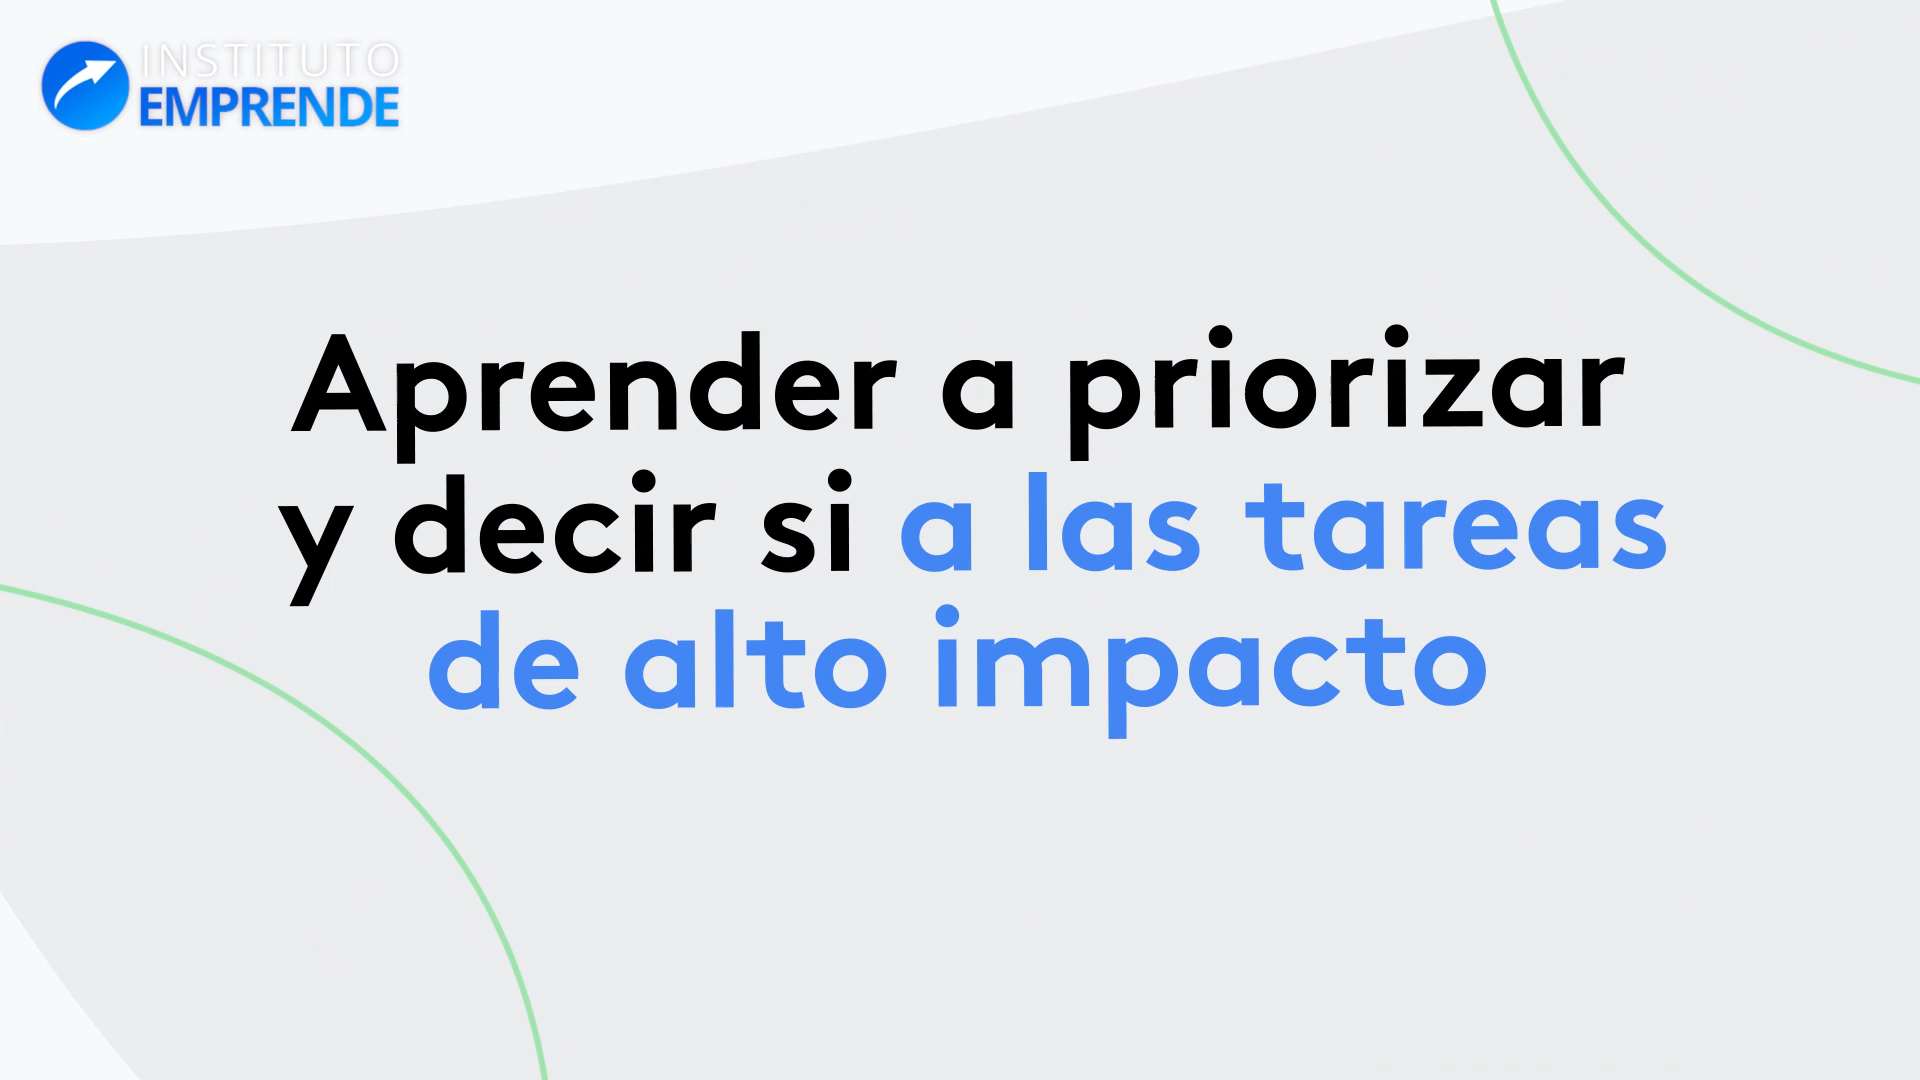 INSTITUTO
EMPRENDE
Aprender a priorizar
y decir si a las tareas
de alto impacto